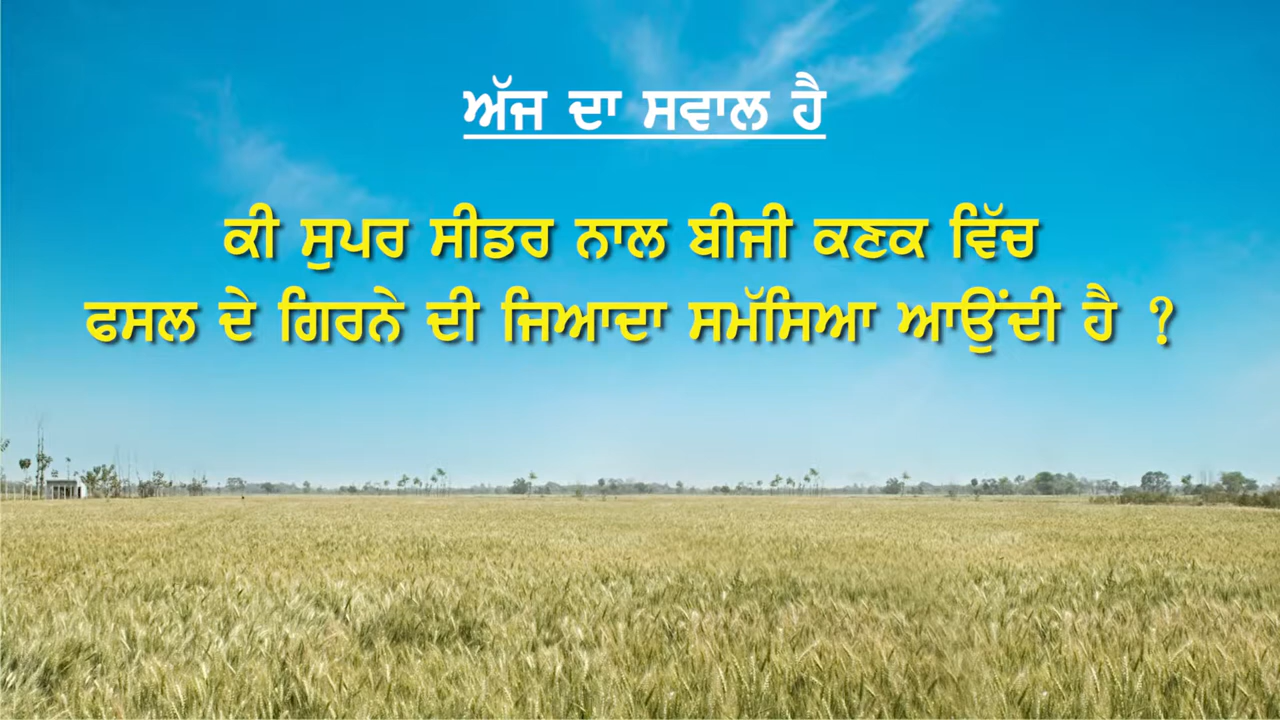 ਅੱਜ ਦਾ ਸਵਾਲ ਹੈ
ਕੀ ਸੁਪਰ ਸੀਡਰ ਨਾਲ ਬੀਜੀ ਕਣਕ ਵਿੱਚ
ਫਸਲ ਦੇ ਗਿਰਨੇ ਦੀ ਜਿਆਦਾ ਸਮੱਸਿਆ ਆਉਂਦੀ ਹੈ ?